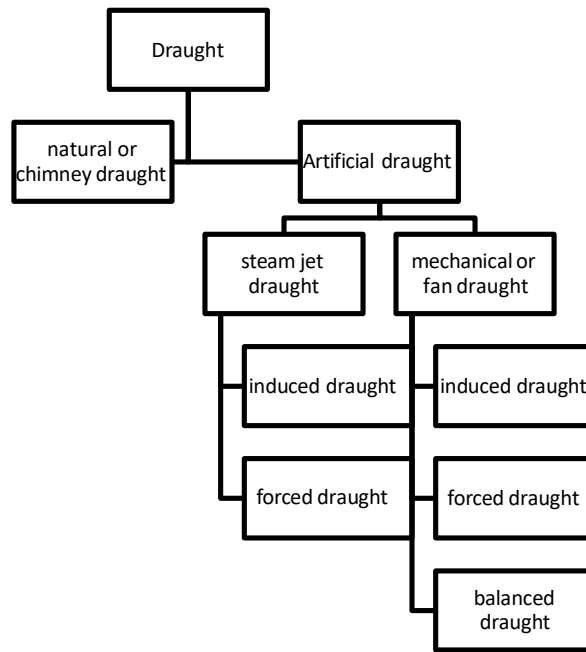 Draught
natural or
chimney draught
Artificial draught
steam jet
draught
mechanical or
fan draught
induced draught
induced draught
forced draught
forced draught
balanced
draught